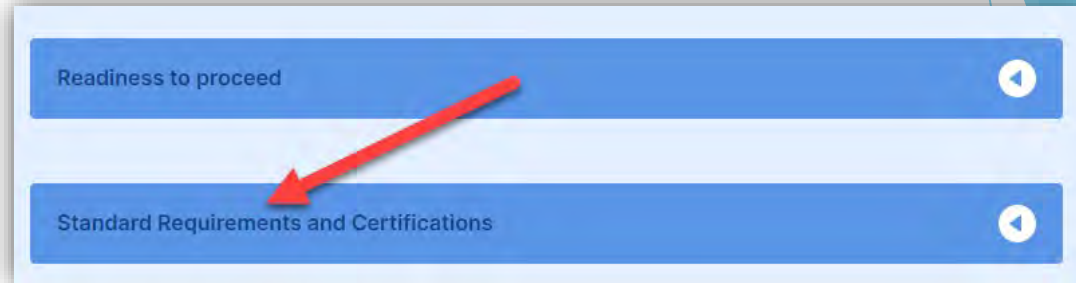 Readiness to proceed
Standard Requirements and Certifications